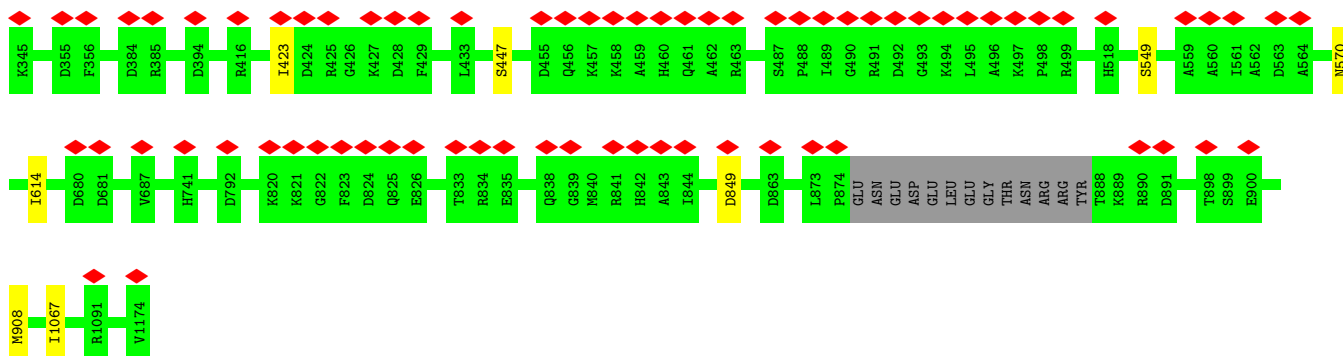 K345 D355 F356 D384 R385 D394 R416 I423 D424 R425 G426 K427 D428 F429 L433 S447 D455 Q456 K457 K458 A459 H460 Q461 A462 R463 S487 P488 I489 G490 R491 D492 G493 K494 L495 A496 K497 P498 R499 H518 S549 A559 A560 I561 A562 D563 A564 N570
I614 D680 D681 V687 H741 D792 K820 K821 G822 F823 D824 Q825 E826 T833 R834 E835 Q838 G839 M840 R841 H842 A843 I844 D849 D863 L873 P874 GLU ASN GLU ASP GLU LEU GLU GLY THR ASN ARG ARG TYR T888 K889 R890 D891 T898 S899 E900
M908 I1067 R1091 V1174